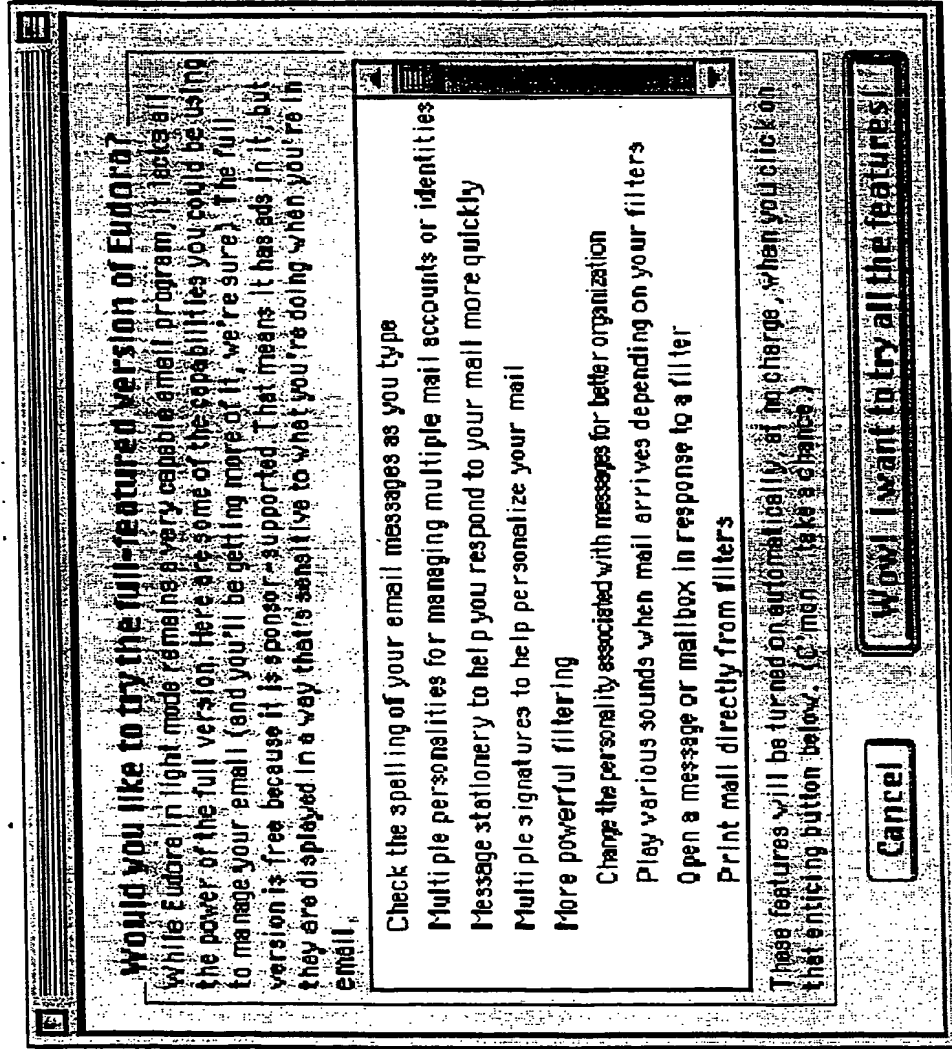 Would you like to try the full-featured version of Eudora?
While Eudora in light mode remains a very capable email program, it lacks all
the power of the full version. Here are some of the capabilities you could be using
to manage your email (and you'll be getting more of it, we're sure). The full
version is free because it is sponsor-supported. That means it has ads in it, but
they are displayed in a way that's sensitive to what you're doing when you're in
email.
Check the spelling of your email messages as you type
Multiple personalities for managing multiple mail accounts or identities
Message stationery to help you respond to your mail more quickly
Multiple signatures to help personalize your mail
More powerful filtering
Change the personality associated with messages for better organization
Play various sounds when mail arrives depending on your filters
Open a message or mailbox in response to a filter
Print mail directly from filters
These features will be turned on automatically, at no charge, when you click on
that enticing button below. (C'mon, take a chance.)
Cancel
Wow! I want to try all the features!